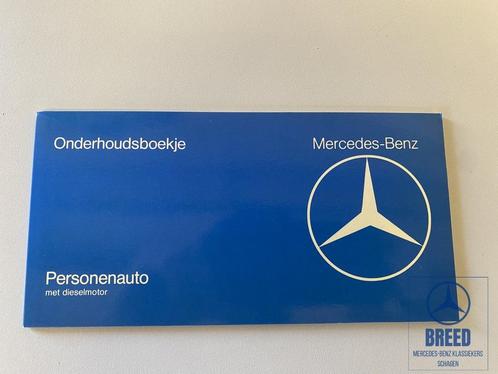 Onderhoudsboekje
Mercedes-Benz
Personenauto
met dieselmotor
BREED
MERCEDES-BENZ KLASSIEKERS
SCHAGEN